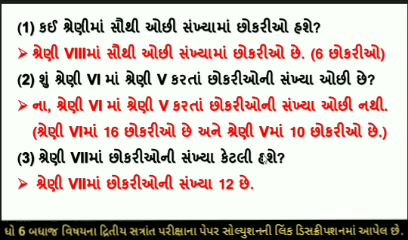 (1) કઈ શ્રેણીમાં સૌથી ઓછી સંખ્યામાં છોકરીઓ હશે?
➤ શ્રેણી VIIIમાં સૌથી ઓછી સંખ્યામાં છોકરીઓ છે. (6 છોકરીઓ)
(2) શું શ્રેણી VI માં શ્રેણી V કરતાં છોકરીઓની સંખ્યા ઓછી છે?
➤ ના, શ્રેણી VI માં શ્રેણી V કરતાં છોકરીઓની સંખ્યા ઓછી નથી.
(શ્રેણી VIમાં 16 છોકરીઓ છે અને શ્રેણી Vમાં 10 છોકરીઓ છે.)
(3) શ્રેણી VIIમાં છોકરીઓની સંખ્યા કેટલી હશે?
➤ શ્રેણી VIIમાં છોકરીઓની સંખ્યા 12 છે.
ધો 6 બધાજ વિષયના દ્વિતીય સત્રાંત પરીક્ષાના પેપર સોલ્યુશનની લિંક ડિસ્ક્રીપશનમાં આપેલ છે.